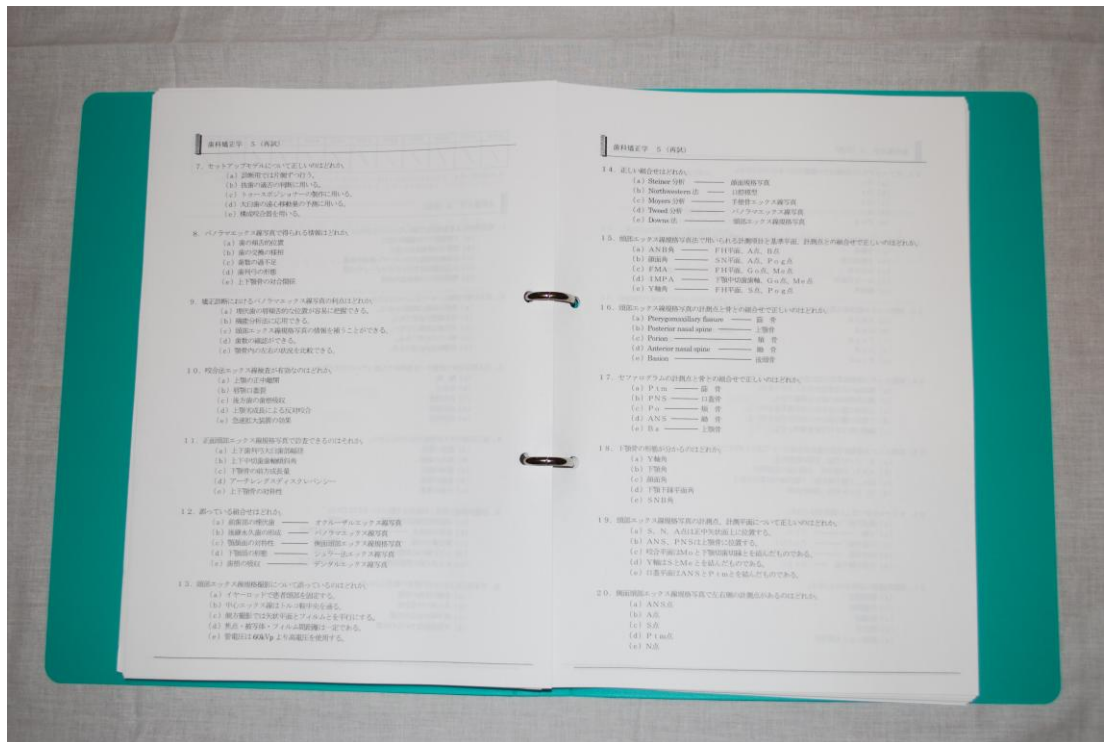 歯科矯正学 5（再試）
7．セットアップモデルについて正しいのはどれか。
(a) 診断用では片顎ずつ行う。
(b) 抜歯の適否の判断に用いる。
(c) トゥースポジショナーの製作に用いる。
(d) 大臼歯の遠心移動量の予測に用いる。
(e) 構成咬合器を用いる。
8．パノラマエックス線写真で得られる情報はどれか。
(a) 歯の傾斜的位置
(b) 歯の交換の様相
(c) 歯数の過不足
(d) 歯列弓の形態
(e) 上下顎骨の対合関係
9．矯正診断におけるパノラマエックス線写真の利点はどれか。
(a) 現代歯の頬傾舌的な位置が容易に把握できる。
(b) 機能分析法に応用できる。
(c) 頭部エックス線規格写真の情報を補うことができる。
(d) 歯数の確認ができる。
(e) 顎骨内の左右の状況を比較できる。
10．咬合法エックス線検査が有効なのはどれか。
(a) 上顎の正中離開
(b) 硬顎口蓋裂
(c) 後方歯の歯根吸収
(d) 上顎劣成長による反対咬合
(e) 急速拡大装置の効果
11．正面頭部エックス線規格写真で診査できるのはそれか。
(a) 上下歯列弓大臼歯部幅径
(b) 上下中切歯歯軸傾斜角
(c) 下顎骨の前方成長量
(d) アーチレングスディスクレパンシー
(e) 上下顎骨の対称性
12．誤っている組合せはどれか。
(a) 前歯部の埋伏歯 ——— オクルーザルエックス線写真
(b) 後継永久歯の形成 ——— パノラマエックス線写真
(c) 顎顔面の対称性 ——— 側面頭部エックス線規格写真
(d) 下顎頭の形態 ——— シュラー法エックス線写真
(e) 歯根の吸収 ——— デンタルエックス線写真
13．頭部エックス線規格撮影について誤っているのはどれか。
(a) イヤーロッドで患者頭部を固定する。
(b) 中心エックス線はトルコ鞍中央を通る。
(c) 側方撮影では矢状平面とフィルムとを平行にする。
(d) 焦点・被写体・フィルム間距離は一定である。
(e) 管電圧は60kVpより高電圧を使用する。
歯科矯正学 5（再試）
14．正しい組合せはどれか。
(a) Steiner 分析 ——— 顔面規格写真
(b) Northwestern 法 ——— 口腔模型
(c) Moyers 分析 ——— 手根骨エックス線写真
(d) Tweed 分析 ——— パノラマエックス線写真
(e) Downs 法 ——— 頭部エックス線規格写真
15．頭部エックス線規格写真法で用いられる計測項目と基準平面、計測点との組合せで正しいのはどれか。
(a) ANB角 ——— FH平面、A点、B点
(b) 顔面角 ——— SN平面、A点、Pog点
(c) FMA ——— FH平面、Go点、Me点
(d) IMPA ——— 下顎中切歯歯軸、Go点、Me点
(e) Y軸角 ——— FH平面、S点、Pog点
16．頭部エックス線規格写真の計測点と骨との組合せで正しいのはどれか。
(a) Pterygomaxillary fissure ——— 篩 骨
(b) Posterior nasal spine ——— 上顎骨
(c) Porion ——— 頬 骨
(d) Anterior nasal spine ——— 鋤 骨
(e) Basion ——— 後頭骨
17．セファログラムの計測点と骨との組合せで正しいのはどれか。
(a) Ptm ——— 篩 骨
(b) PNS ——— 口蓋骨
(c) Po ——— 頬 骨
(d) ANS ——— 鋤 骨
(e) Ba ——— 上顎骨
18．下顎骨の形態が分かるのはどれか。
(a) Y軸角
(b) 下顎角
(c) 顔面角
(d) 下顎下縁平面角
(e) SNB角
19．頭部エックス線規格写真の計測点、計測平面について正しいのはどれか。
(a) S、N、A点は正中矢状面上に位置する。
(b) ANS、PNSは上顎骨に位置する。
(c) 咬合平面はMoと下顎切歯切縁とを結んだものである。
(d) Y軸はSとMeとを結んだものである。
(e) 口蓋平面はANSとPtmとを結んだものである。
20．側面頭部エックス線規格写真で左右側の計測点があるのはどれか。
(a) ANS点
(b) A点
(c) S点
(d) Ptm点
(e) N点